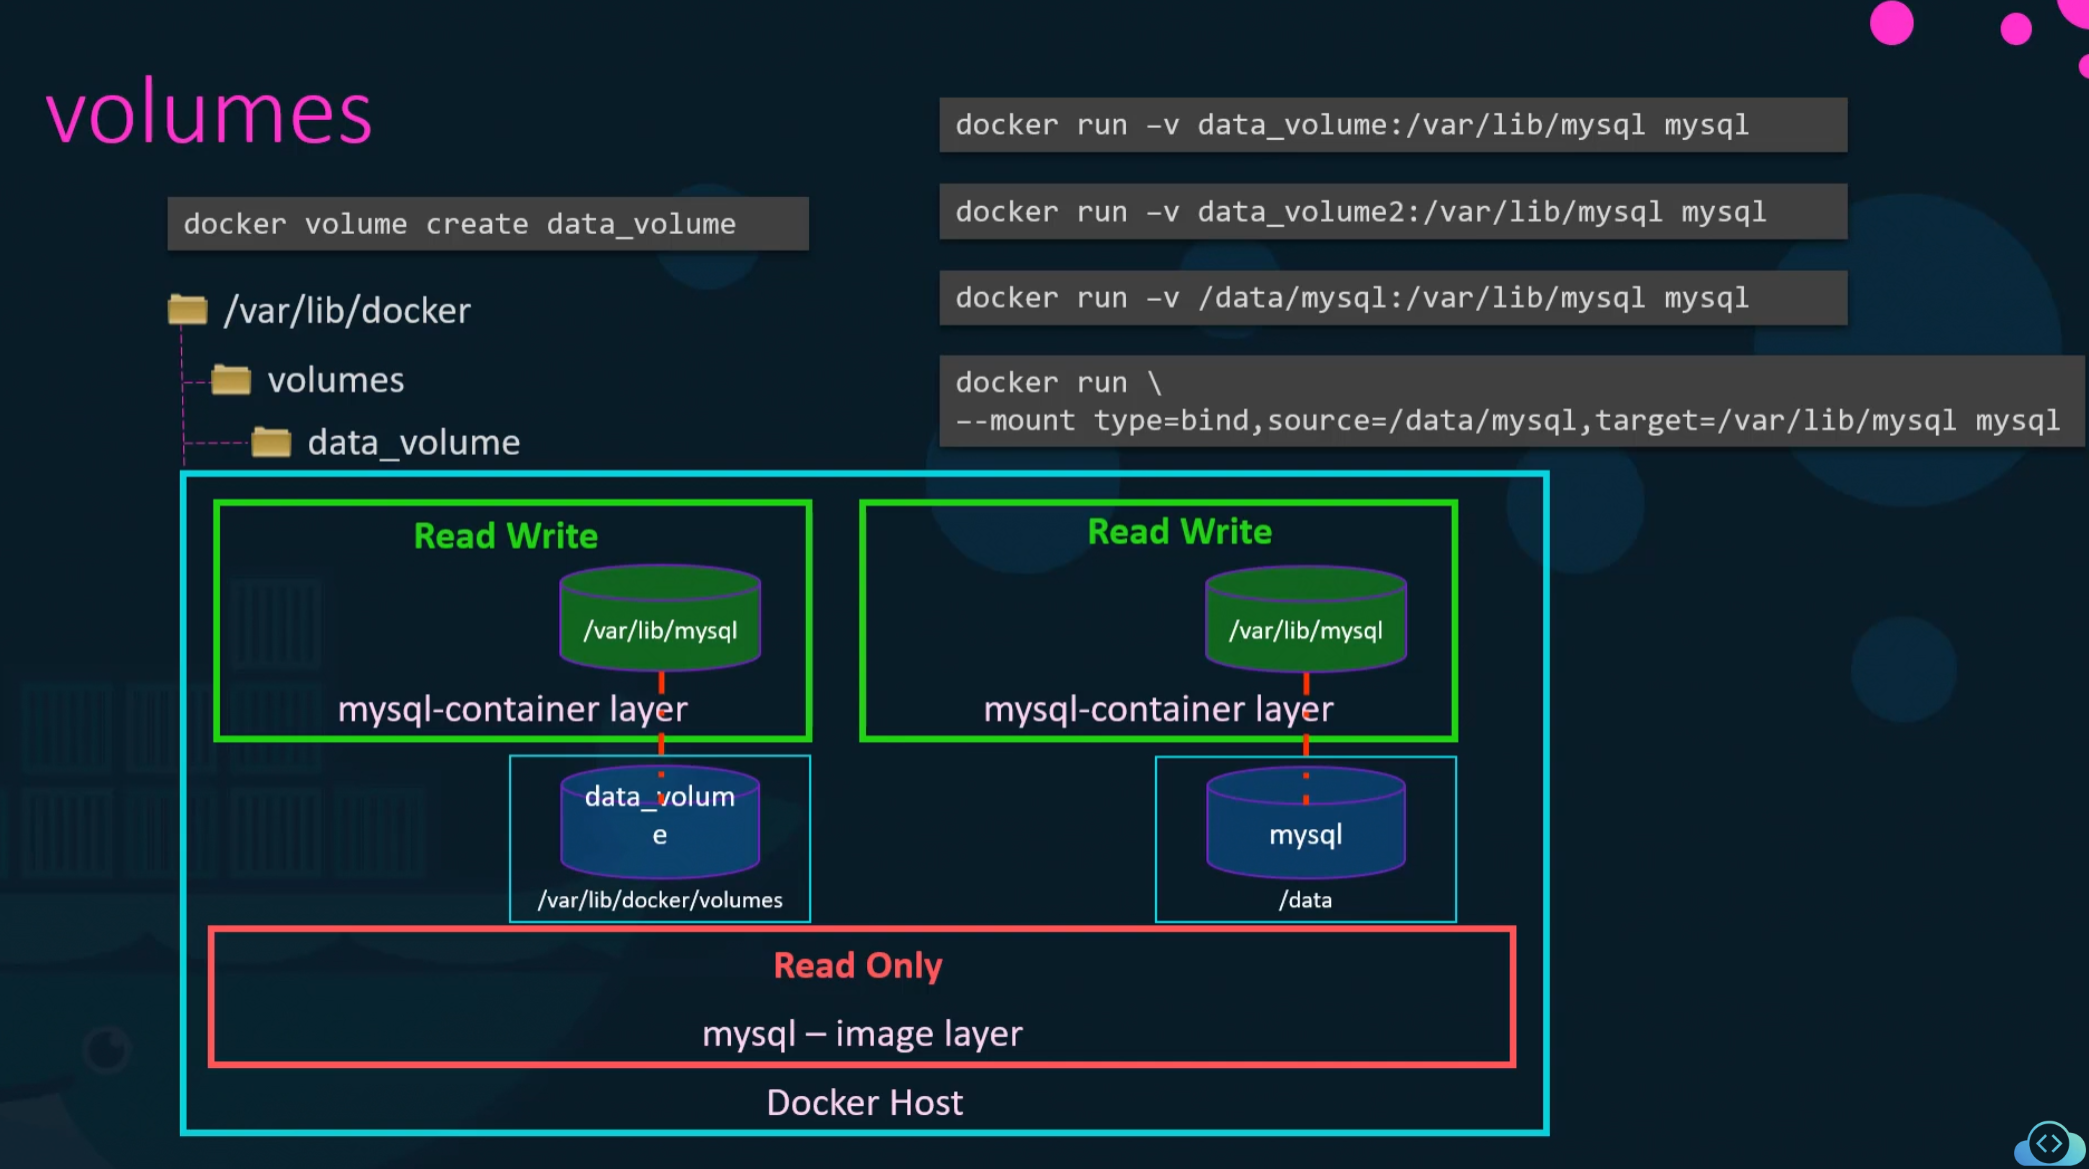 volumes
docker volume create data_volume
/var/lib/docker
volumes
data_volume
docker run –v data_volume:/var/lib/mysql mysql
docker run –v data_volume2:/var/lib/mysql mysql
docker run –v /data/mysql:/var/lib/mysql mysql
docker run \
--mount type=bind,source=/data/mysql,target=/var/lib/mysql mysql
Read Write
/var/lib/mysql
mysql-container layer
data_volum
e
/var/lib/docker/volumes
Read Write
/var/lib/mysql
mysql-container layer
mysql
/data
Read Only
mysql – image layer
Docker Host